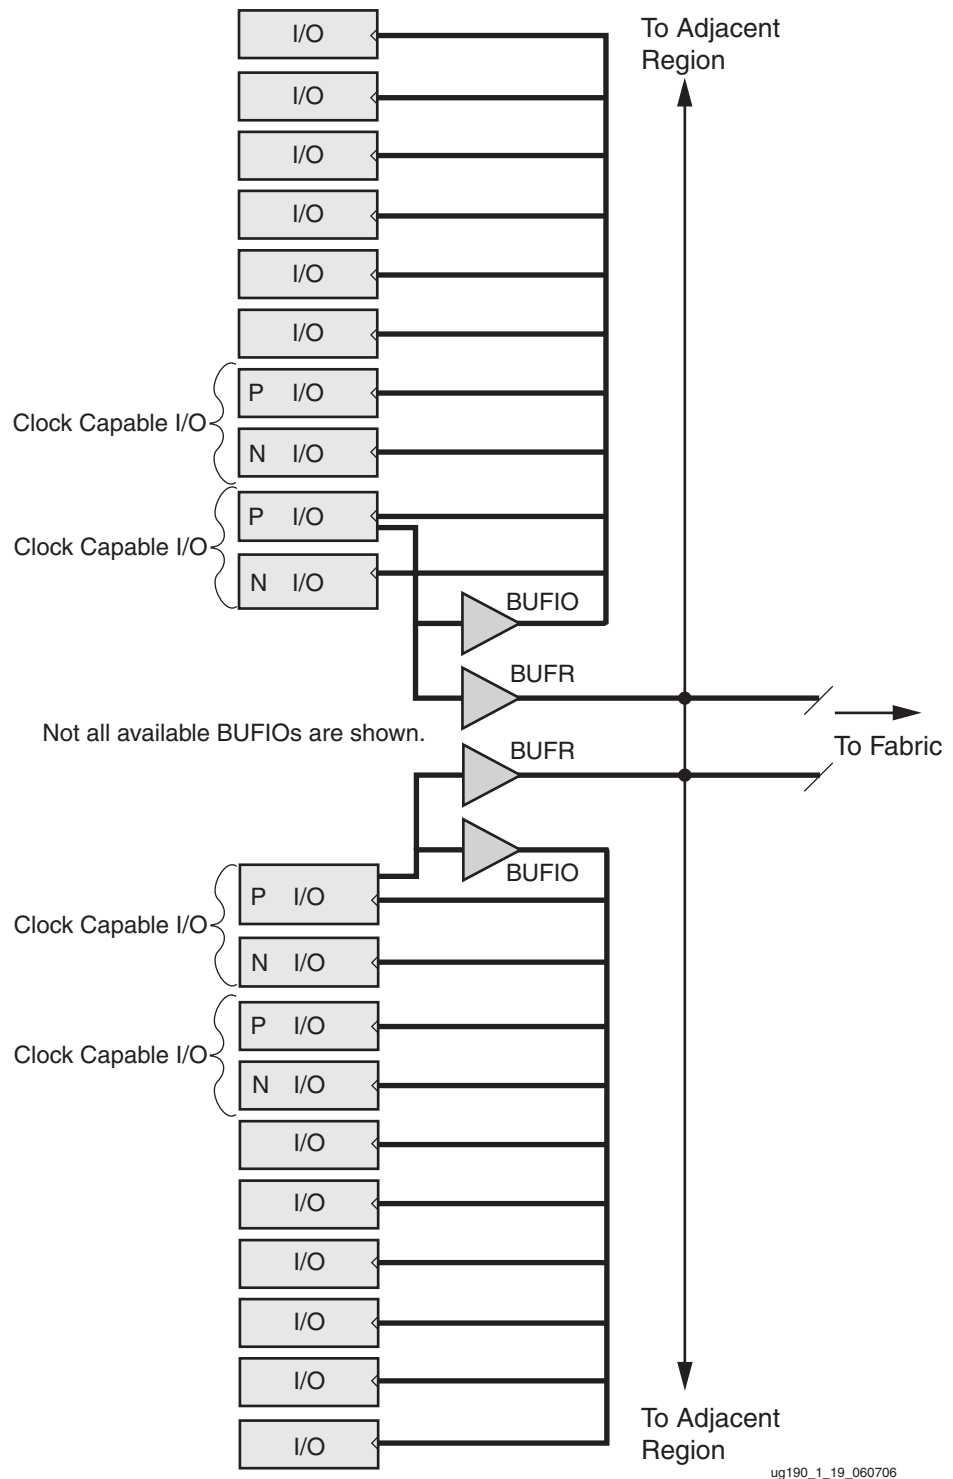 I/O
To Adjacent
Region
I/O
I/O
I/O
I/O
I/O
P I/O
Clock Capable I/O
N I/O
P I/O
Clock Capable I/O
N I/O
BUFIO
BUFR
Not all available BUFIOs are shown.
To Fabric
BUFR
BUFIO
P I/O
Clock Capable I/O
N I/O
P I/O
Clock Capable I/O
N I/O
I/O
I/O
I/O
I/O
I/O
To Adjacent
Region
I/O
ug190_1_19_060706